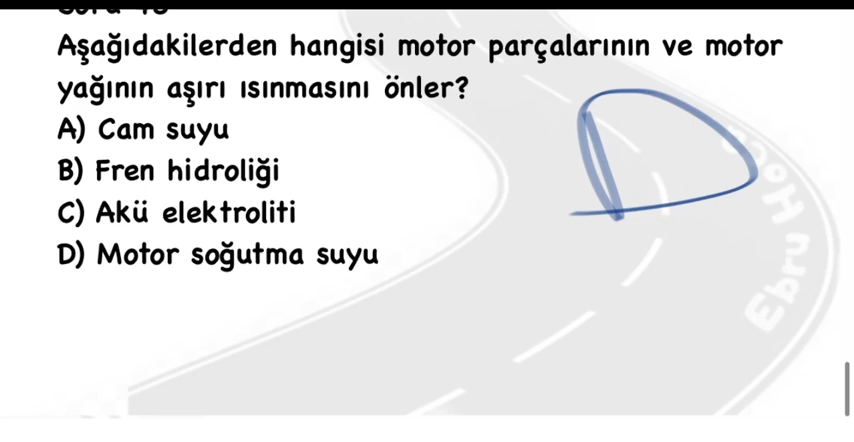 Aşağıdakilerden hangisi motor parçalarının ve motor
yağının aşırı ısınmasını önler?
A) Cam suyu
B) Fren hidroliği
C) Akü elektroliti
D) Motor soğutma suyu
D
Ebru Hoca